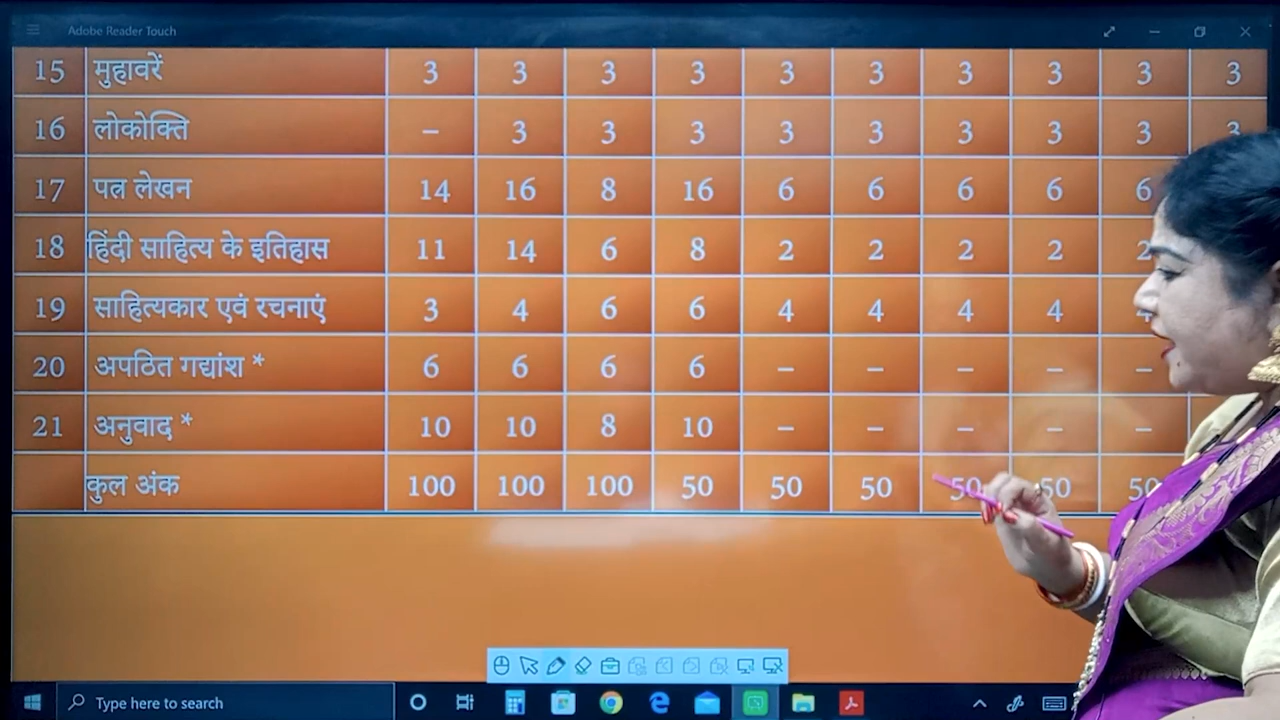 Adobe Reader Touch
15 मुहावरें 3 3 3 3 3 3 3 3 3 3
16 लोकोक्ति – 3 3 3 3 3 3 3 3 3
17 पत्र लेखन 14 16 8 16 6 6 6 6 6
18 हिंदी साहित्य के इतिहास 11 14 6 8 2 2 2 2 2
19 साहित्यकार एवं रचनाएं 3 4 6 6 4 4 4 4 4
20 अपठित गद्यांश * 6 6 6 6 – – – – –
21 अनुवाद * 10 10 8 10 – – – – –
कुल अंक 100 100 100 50 50 50 50 50 50
Type here to search